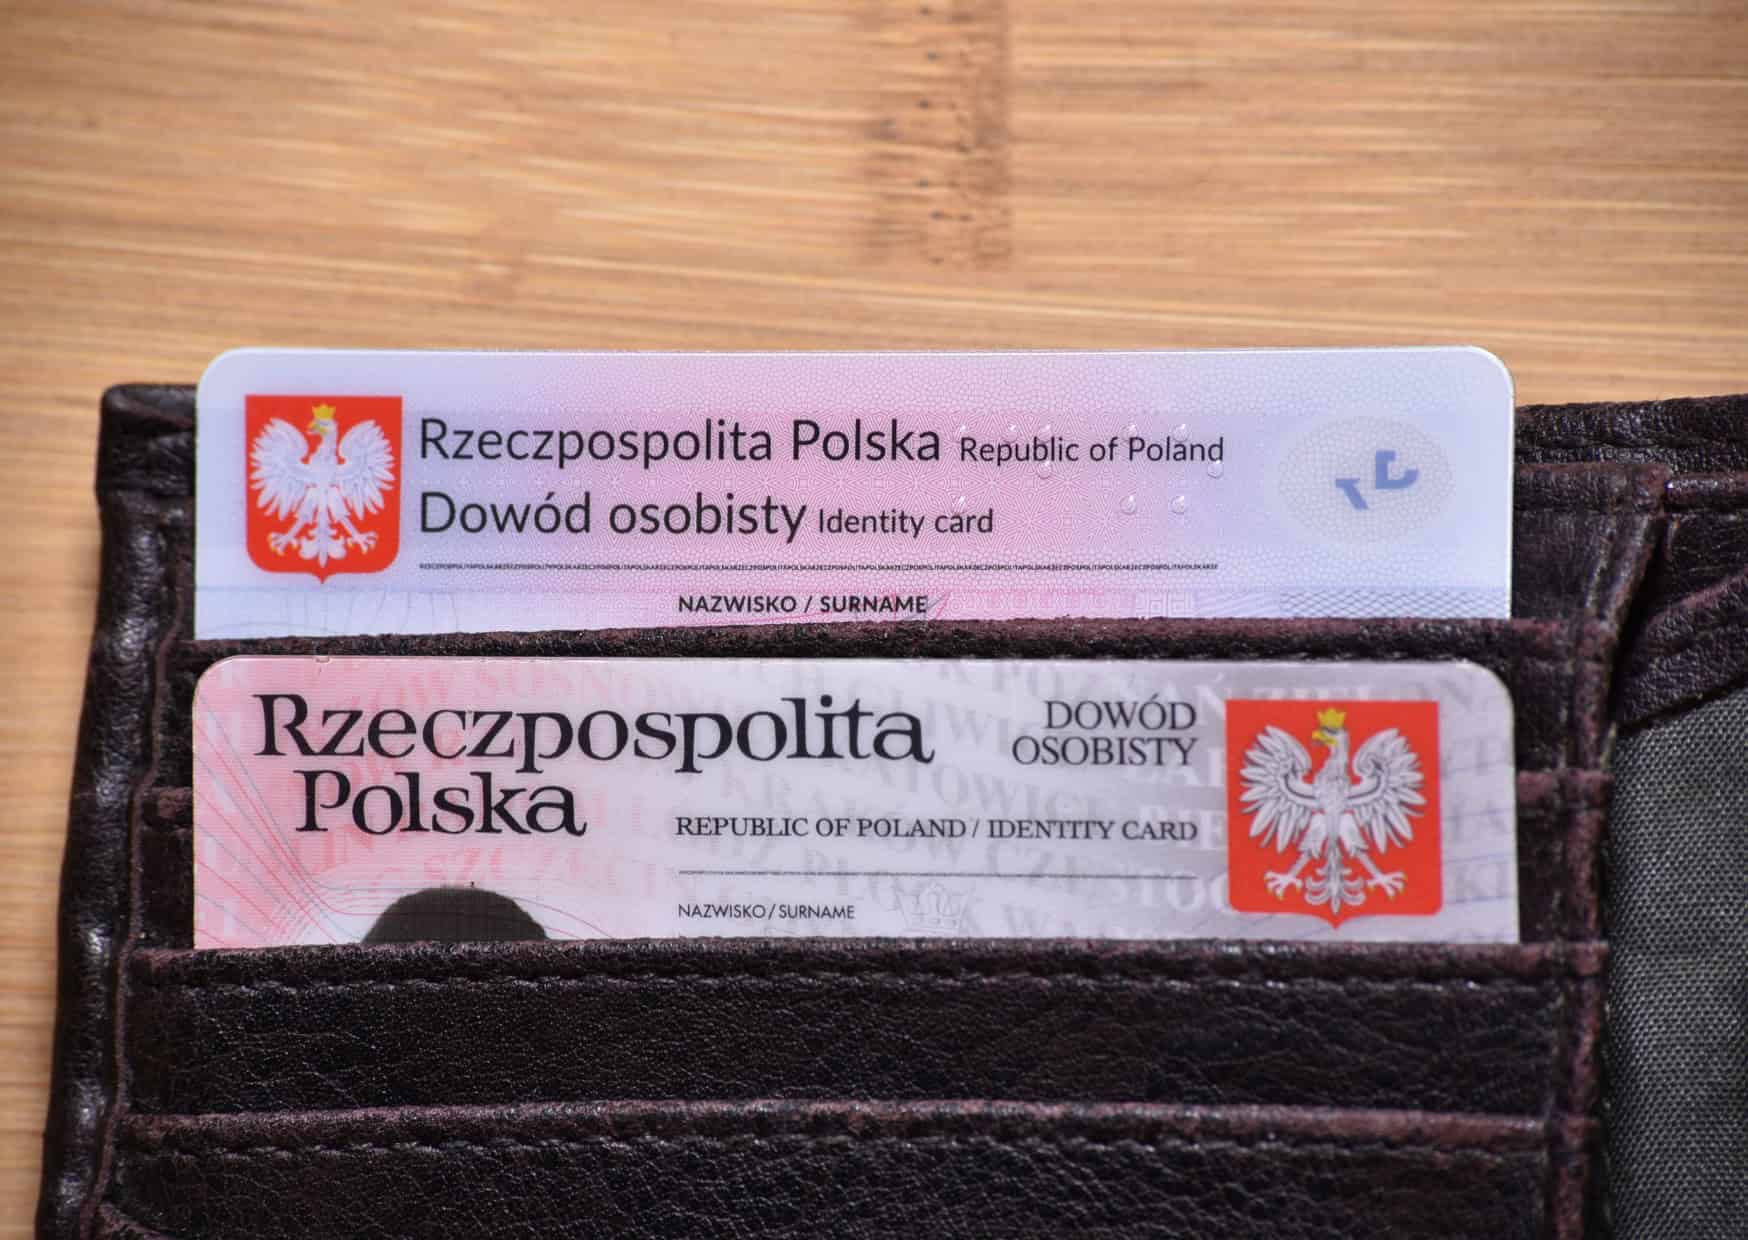 Rzeczpospolita Polska Republic of Poland
Dowód osobisty Identity card
NAZWISKO / SURNAME
Rzeczpospolita
Polska
DOWÓD
OSOBISTY
REPUBLIC OF POLAND / IDENTITY CARD
NAZWISKO / SURNAME